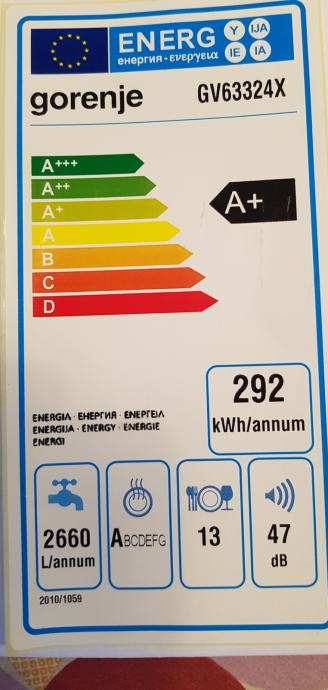 ENERG Y IJA
енергия · ενεργεια IE IA
gorenje GV63324X
A+++
A++
A+ A+
A
B
C
D
292
kWh/annum
ENERGIA · ЕНЕРГИЯ · ΕΝΕΡΓΕΙΑ
ENERGIJA · ENERGY · ENERGIE
ENERGI
2660
L/annum
ABCDEFG
13
47
dB
2010/1059